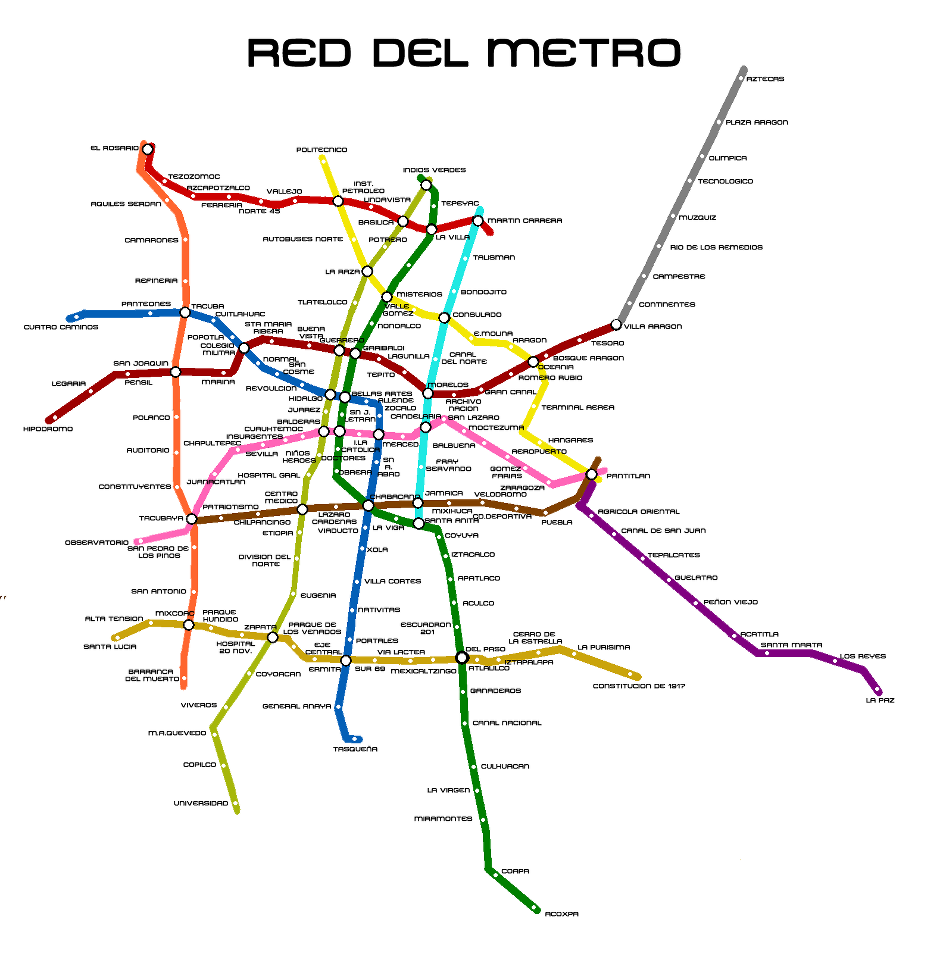 RED DEL METRO
AZTECAS
PLAZA ARAGON
OLIMPICA
TECNOLOGICO
MUZQUIZ
RIO DE LOS REMEDIOS
CAMPESTRE
CONTINENTES
VILLA ARAGON
EL ROSARIO
TEZOZOMOC
AZCAPOTZALCO
FERRERIA
NORTE 45
VALLEJO
INST.
PETROLEO
LINDAVISTA
POLITECNICO
INDIOS VERDES
TEPEYAC
BASILICA
LA VILLA
MARTIN CARRERA
AQUILES SERDAN
CAMARONES
REFINERIA
AUTOBUSES NORTE
POTRERO
LA RAZA
TALISMAN
BONDOJITO
TLATELOLCO
MISTERIOS
VALLE
GOMEZ
CONSULADO
NONOALCO
E.MOLINA
ARAGON
TESORO
BOSQUE ARAGON
OCEANIA
ROMERO RUBIO
PANTEONES
CUATRO CAMINOS
TACUBA
CUITLAHUAC
POPOTLA
COLEGIO
MILITAR
STA MARIA
RIBERA
BUENA
VISTA
GUERRERO
GARIBALDI
LAGUNILLA
TEPITO
CANAL
DEL NORTE
NORMAL
SAN
COSME
REVOULCION
HIDALGO
BELLAS ARTES
ALLENDE
ZOCALO
MORELOS
ARCHIVO
NACION
GRAN CANAL
TERMINAL AEREA
SAN JOAQUIN
LEGARIA
PENSIL
MARINA
HIPODROMO
POLANCO
AUDITORIO
CONSTITUYENTES
JUAREZ
BALDERAS
SN J.
LETRAN
CANDELARIA
SAN LAZARO
MOCTEZUMA
HANGARES
CUAUHTEMOC
INSURGENTES
CHAPULTEPEC
SEVILLA
NIÑOS
HEROES
I.LA
CATOLICA
DOCTORES
OBRERA
MERCED
BALBUENA
AEROPUERTO
GOMEZ
FARIAS
ZARAGOZA
PANTITLAN
JUANACATLAN
HOSPITAL GRAL
SN
A.
ABAD
FRAY
SERVANDO
CENTRO
MEDICO
TACUBAYA
PATRIOTISMO
CHILPANCINGO
LAZARO
CARDENAS
VIADUCTO
CHABACANO
JAMAICA
MIXIHUCA
VELODROMO
CD.DEPORTIVA
PUEBLA
AGRICOLA ORIENTAL
OBSERVATORIO
SAN PEDRO DE
LOS PINOS
ETIOPIA
LA VIGA
SANTA ANITA
COYUYA
CANAL DE SAN JUAN
XOLA
IZTACALCO
DIVISION DEL
NORTE
TEPALCATES
APATLACO
GUELATAO
SAN ANTONIO
VILLA CORTES
EUGENIA
ACULCO
PEÑON VIEJO
ALTA TENSION
MIXCOAC
PARQUE
HUNDIDO
NATIVITAS
ZAPATA
PARQUE DE
LOS VENADOS
ESCUADRON
201
ACATITLA
SANTA LUCIA
HOSPITAL
20 NOV.
PORTALES
EJE
CENTRAL
ERMITA
SUR 69
VIA LACTEA
MEXICALTZINGO
DEL PASO
ATLALILCO
IZTAPALAPA
CERRO DE
LA ESTRELLA
LA PURISIMA
SANTA MARTA
LOS REYES
BARRANCA
DEL MUERTO
COYOACAN
GANADEROS
CONSTITUCION DE 1917
LA PAZ
VIVEROS
GENERAL ANAYA
CANAL NACIONAL
M.A.QUEVEDO
TASQUEÑA
COPILCO
CULHUACAN
LA VIRGEN
UNIVERSIDAD
MIRAMONTES
COAPA
ACOXPA